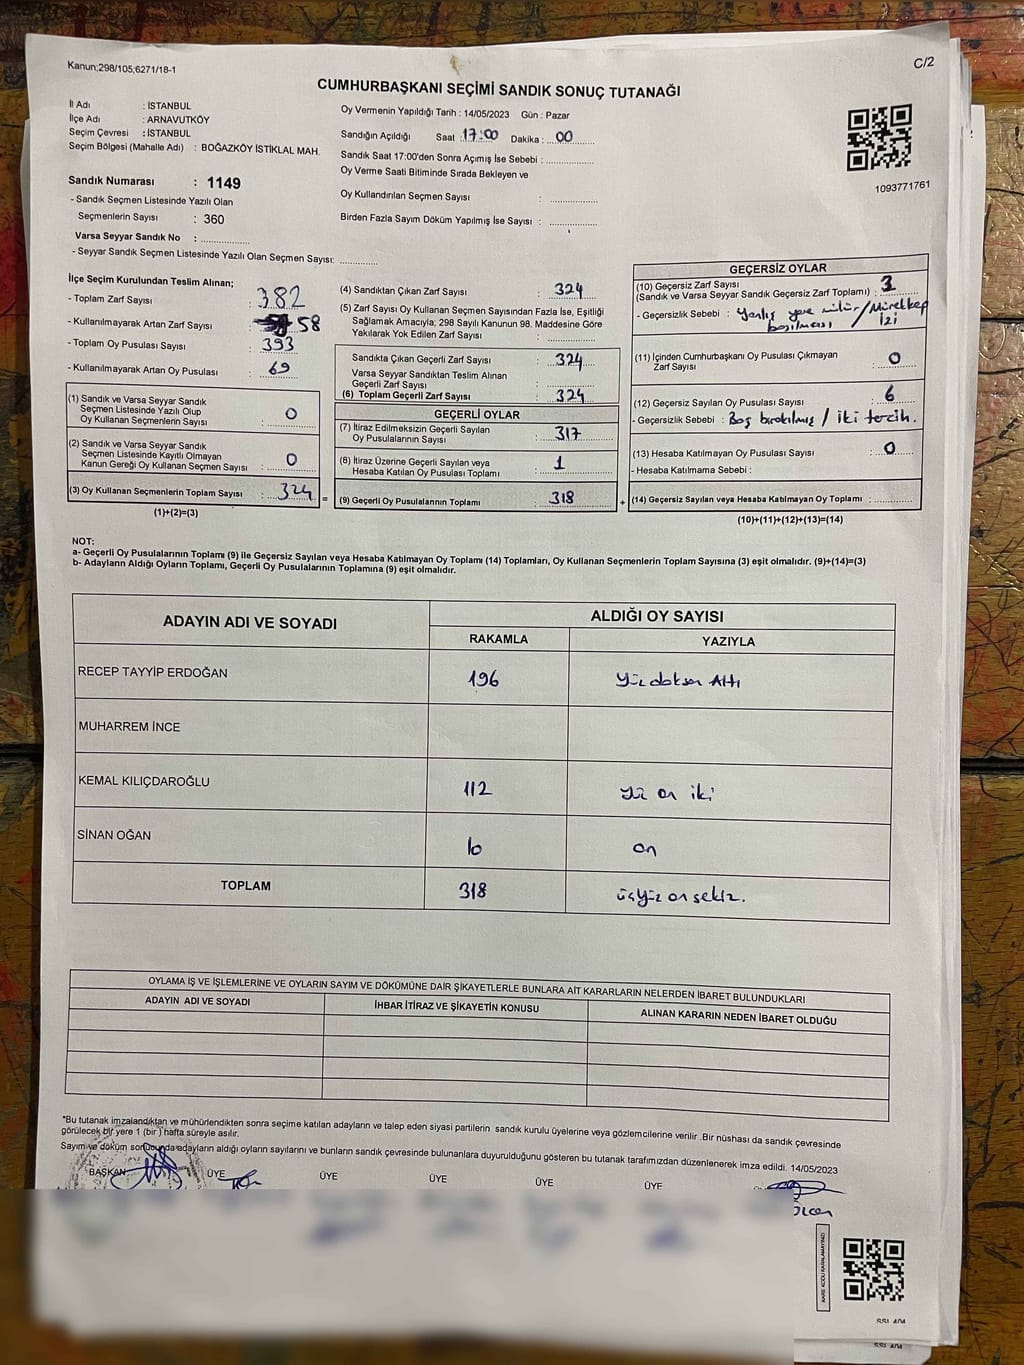 Kanun;298/105;6271/18-1
C/2
CUMHURBAŞKANI SEÇİMİ SANDIK SONUÇ TUTANAĞI
İl Adı : İSTANBUL
İlçe Adı : ARNAVUTKÖY
Seçim Çevresi : İSTANBUL
Seçim Bölgesi (Mahalle Adı) : BOĞAZKÖY İSTİKLAL MAH.
Sandık Numarası : 1149
- Sandık Seçmen Listesinde Yazılı Olan
Seçmenlerin Sayısı : 360
Varsa Seyyar Sandık No : ................
- Seyyar Sandık Seçmen Listesinde Yazılı Olan Seçmen Sayısı: ............
Oy Vermenin Yapıldığı Tarih : 14/05/2023 Gün : Pazar
Sandığın Açıldığı Saat : 17:00 Dakika : 00
Sandık Saat 17:00'den Sonra Açımış İse Sebebi : ...............
Oy Verme Saati Bitiminde Sırada Bekleyen ve
Oy Kullandırılan Seçmen Sayısı : ...............
Birden Fazla Sayım Döküm Yapılmış İse Sayısı : ...............
1093771761
İlçe Seçim Kurulundan Teslim Alınan;
- Toplam Zarf Sayısı : 382
- Kullanılmayarak Artan Zarf Sayısı : 58
- Toplam Oy Pusulası Sayısı : 393
- Kullanılmayarak Artan Oy Pusulası : 69
(1) Sandık ve Varsa Seyyar Sandık
Seçmen Listesinde Yazılı Olup
Oy Kullanan Seçmenlerin Sayısı : 0
(2) Sandık ve Varsa Seyyar Sandık
Seçmen Listesinde Kayıtlı Olmayan
Kanun Gereği Oy Kullanan Seçmen Sayısı : 0
(3) Oy Kullanan Seçmenlerin Toplam Sayısı : 324 =
(1)+(2)=(3)
(4) Sandıktan Çıkan Zarf Sayısı : 324
(5) Zarf Sayısı Oy Kullanan Seçmen Sayısından Fazla İse, Eşitliği
Sağlamak Amacıyla; 298 Sayılı Kanunun 98. Maddesine Göre
Yakılarak Yok Edilen Zarf Sayısı : ...............
Sandıkta Çıkan Geçerli Zarf Sayısı : 324
Varsa Seyyar Sandıktan Teslim Alınan
Geçerli Zarf Sayısı : ...............
(6) Toplam Geçerli Zarf Sayısı : 324
GEÇERLİ OYLAR
(7) İtiraz Edilmeksizin Geçerli Sayılan
Oy Pusulalarının Sayısı : 317
(8) İtiraz Üzerine Geçerli Sayılan veya
Hesaba Katılan Oy Pusulası Toplamı : 1
(9) Geçerli Oy Pusulalarının Toplamı : 318 +
GEÇERSİZ OYLAR
(10) Geçersiz Zarf Sayısı
(Sandık ve Varsa Seyyar Sandık Geçersiz Zarf Toplamı) : 3
- Geçersizlik Sebebi : Yanlış yere mühür / Mürekkep
basılması İzi
(11) İçinden Cumhurbaşkanı Oy Pusulası Çıkmayan
Zarf Sayısı : 0
(12) Geçersiz Sayılan Oy Pusulası Sayısı : 6
- Geçersizlik Sebebi : Boş bırakılmış / iki tercih.
(13) Hesaba Katılmayan Oy Pusulası Sayısı : 0
- Hesaba Katılmama Sebebi :
(14) Geçersiz Sayılan veya Hesaba Katılmayan Oy Toplamı : ............
(10)+(11)+(12)+(13)=(14)
NOT:
a- Geçerli Oy Pusulalarının Toplamı (9) ile Geçersiz Sayılan veya Hesaba Katılmayan Oy Toplamı (14) Toplamları, Oy Kullanan Seçmenlerin Toplam Sayısına (3) eşit olmalıdır. (9)+(14)=(3)
b- Adayların Aldığı Oyların Toplamı, Geçerli Oy Pusulalarının Toplamına (9) eşit olmalıdır.
ADAYIN ADI VE SOYADI
ALDIĞI OY SAYISI
RAKAMLA YAZIYLA
RECEP TAYYİP ERDOĞAN 196 Yüz doksan Altı
MUHARREM İNCE
KEMAL KILIÇDAROĞLU 112 yüz on iki
SİNAN OĞAN 10 on
TOPLAM 318 üçyüz on sekiz.
OYLAMA İŞ VE İŞLEMLERİNE VE OYLARIN SAYIM VE DÖKÜMÜNE DAİR ŞİKAYETLERLE BUNLARA AİT KARARLARIN NELERDEN İBARET BULUNDUKLARI
ADAYIN ADI VE SOYADI İHBAR İTİRAZ VE ŞİKAYETİN KONUSU ALINAN KARARIN NEDEN İBARET OLDUĞU
*Bu tutanak imzalandıktan ve mühürlendikten sonra seçime katılan adayların ve talep eden siyasi partilerin sandık kurulu üyelerine veya gözlemcilerine verilir .Bir nüshası da sandık çevresinde
görülecek bir yere 1 (bir ) hafta süreyle asılır.
Sayım ve döküm sonucunda adayların aldığı oyların sayılarını ve bunların sandık çevresinde bulunanlara duyurulduğunu gösteren bu tutanak tarafımızdan düzenlenerek imza edildi. 14/05/2023
BAŞKAN ÜYE ÜYE ÜYE ÜYE ÜYE
KARE KODU KARALAMAYINIZ!